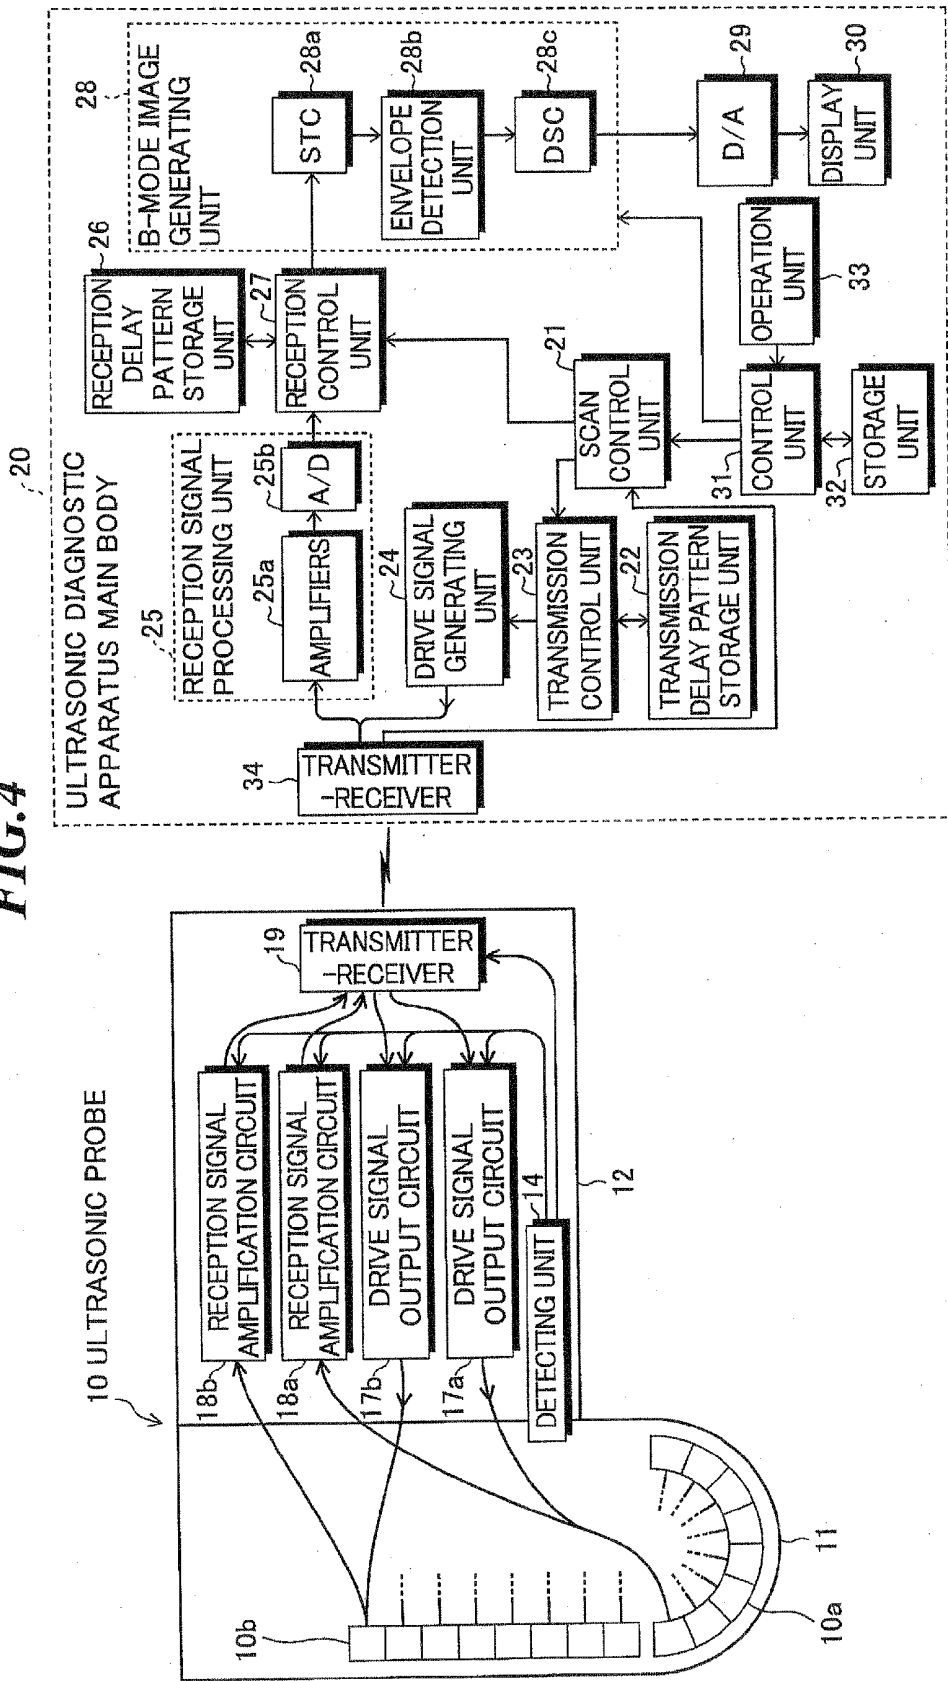 FIG.4
10 ULTRASONIC PROBE
10b
10a
11
12
18b
RECEPTION SIGNAL
AMPLIFICATION CIRCUIT
18a
RECEPTION SIGNAL
AMPLIFICATION CIRCUIT
17b
DRIVE SIGNAL
OUTPUT CIRCUIT
17a
DRIVE SIGNAL
OUTPUT CIRCUIT
14
DETECTING UNIT
19
TRANSMITTER
-RECEIVER
20
ULTRASONIC DIAGNOSTIC
APPARATUS MAIN BODY
34
TRANSMITTER
-RECEIVER
25
RECEPTION SIGNAL
PROCESSING UNIT
25a
AMPLIFIERS
25b
A/D
24
DRIVE SIGNAL
GENERATING
UNIT
23
TRANSMISSION
CONTROL UNIT
22
TRANSMISSION
DELAY PATTERN
STORAGE UNIT
26
RECEPTION
DELAY
PATTERN
STORAGE
UNIT
27
RECEPTION
CONTROL
UNIT
21
SCAN
CONTROL
UNIT
31
CONTROL
UNIT
32
STORAGE
UNIT
33
OPERATION
UNIT
28
B-MODE IMAGE
GENERATING
UNIT
28a
STC
28b
ENVELOPE
DETECTION
UNIT
28c
DSC
29
D/A
30
DISPLAY
UNIT